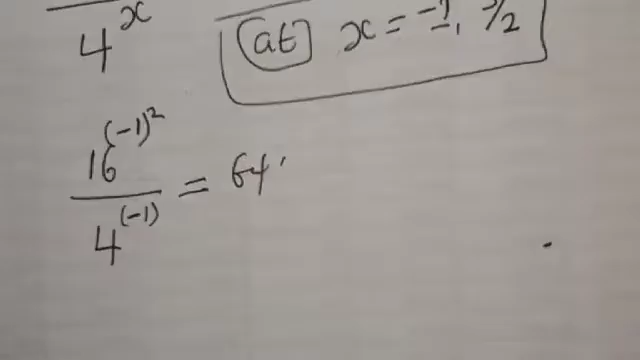 4^x
at x = -1, 3/2
16^(-1)^2 / 4^(-1) = 64